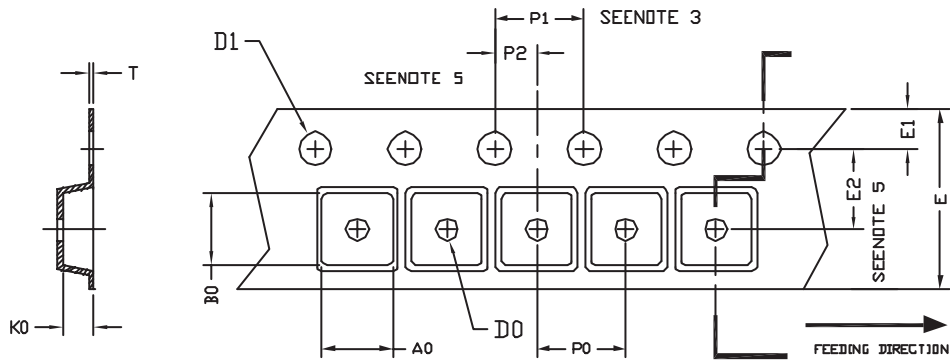 P1
SEENOTE 3
D1
P2
T
SEENOTE 5
E1
E2
E
SEENOTE 5
B0
K0
A0
D0
P0
FEEDING DIRECTION